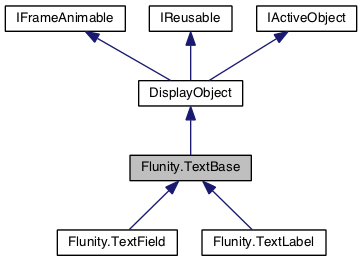 IFrameAnimable
IReusable
IActiveObject
DisplayObject
Flunity.TextBase
Flunity.TextField
Flunity.TextLabel